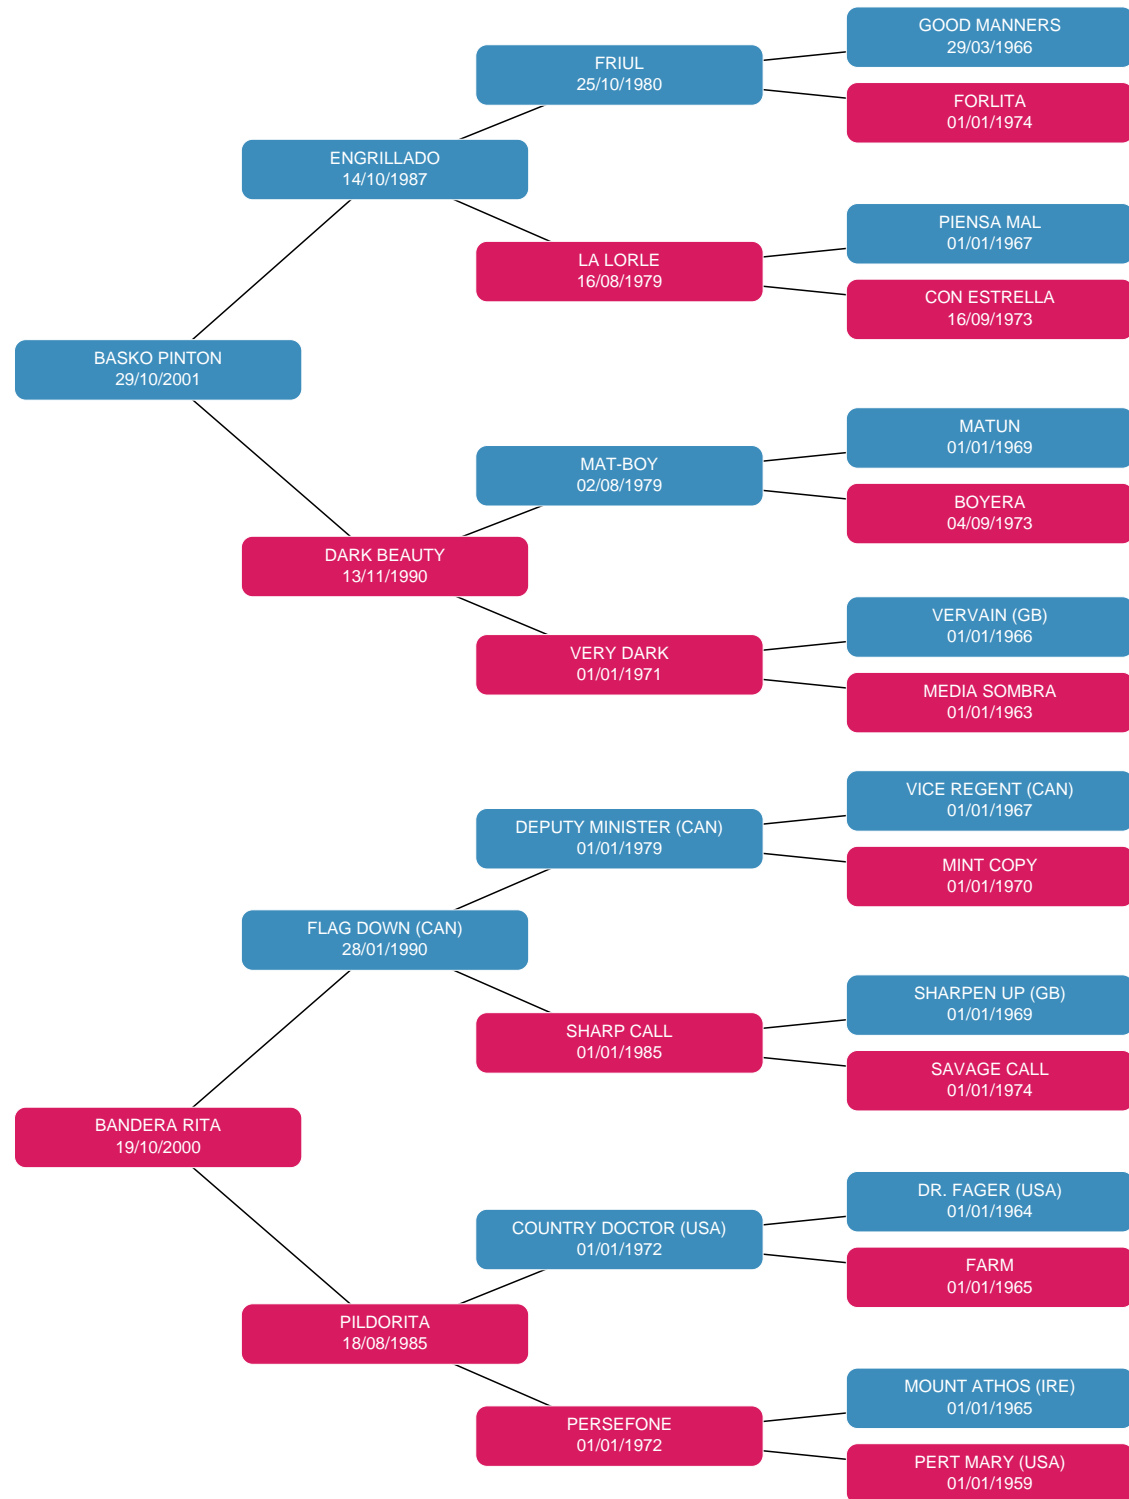 GOOD MANNERS
29/03/1966
FRIUL
25/10/1980
FORLITA
01/01/1974
ENGRILLADO
14/10/1987
PIENSA MAL
01/01/1967
LA LORLE
16/08/1979
CON ESTRELLA
16/09/1973
BASKO PINTON
29/10/2001
MATUN
01/01/1969
MAT-BOY
02/08/1979
BOYERA
04/09/1973
DARK BEAUTY
13/11/1990
VERVAIN (GB)
01/01/1966
VERY DARK
01/01/1971
MEDIA SOMBRA
01/01/1963
VICE REGENT (CAN)
01/01/1967
DEPUTY MINISTER (CAN)
01/01/1979
MINT COPY
01/01/1970
FLAG DOWN (CAN)
28/01/1990
SHARPEN UP (GB)
01/01/1969
SHARP CALL
01/01/1985
SAVAGE CALL
01/01/1974
BANDERA RITA
19/10/2000
DR. FAGER (USA)
01/01/1964
COUNTRY DOCTOR (USA)
01/01/1972
FARM
01/01/1965
PILDORITA
18/08/1985
MOUNT ATHOS (IRE)
01/01/1965
PERSEFONE
01/01/1972
PERT MARY (USA)
01/01/1959